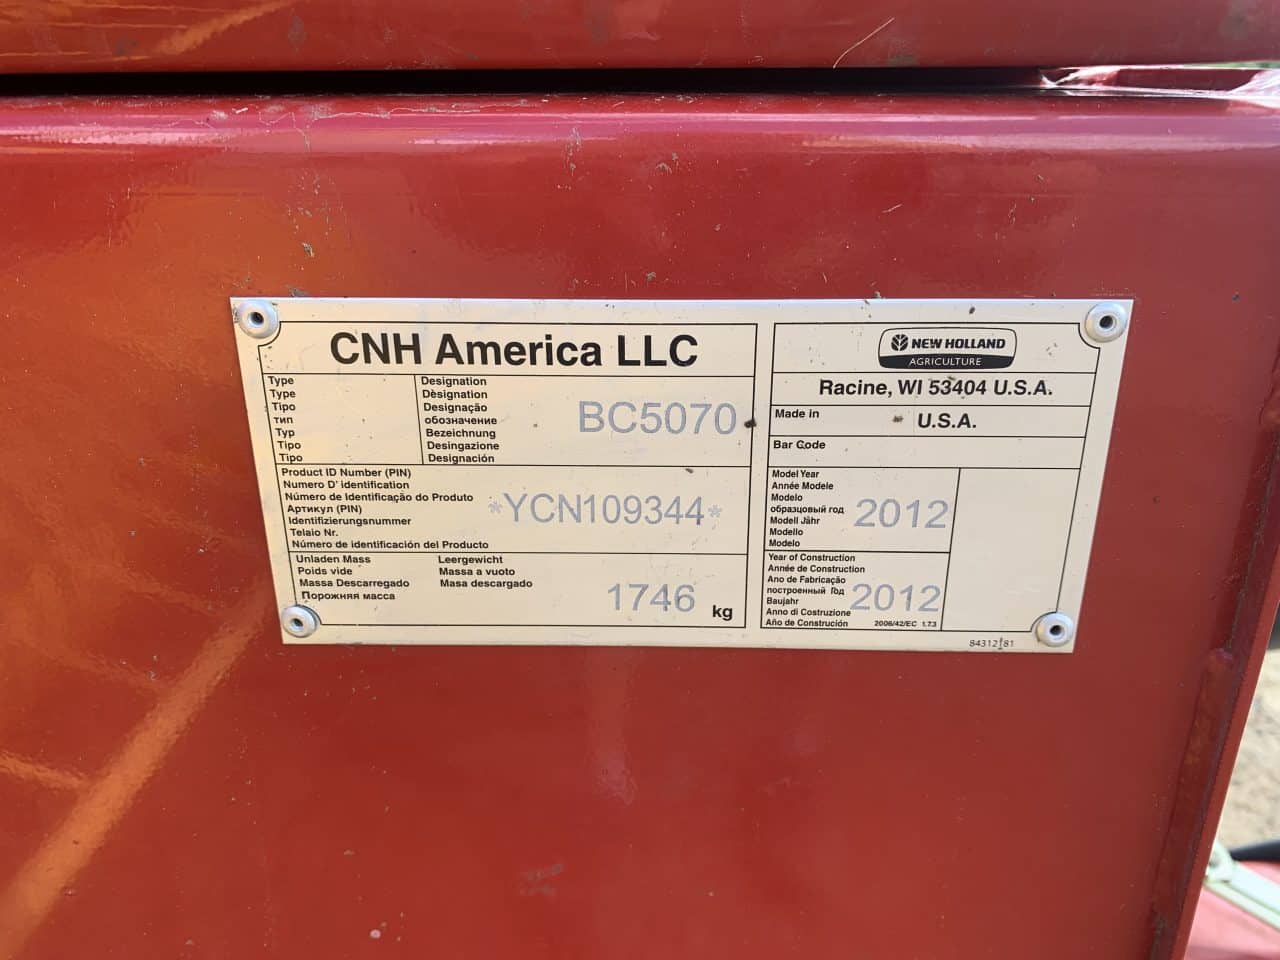 CNH America LLC
Type
Type
Tipo
тип
Typ
Tipo
Tipo
Designation
Dèsignation
Designação
обозначение
Bezeichnung
Desingazione
Designación
BC5070
Product ID Number (PIN)
Numero D' identification
Número de Identificação do Produto
Артикул (PIN)
Identifizierungsnummer
Telaio Nr.
Número de identificación del Producto
*YCN109344*
Unladen Mass
Poids vide
Massa Descarregado
Порожняя масса
Leergewicht
Massa a vuoto
Masa descargado
1746 kg
NEW HOLLAND
AGRICULTURE
Racine, WI 53404 U.S.A.
Made in U.S.A.
Bar Code
Model Year
Année Modele
Modelo
образцовый год
Modell Jähr
Modello
Modelo
2012
Year of Construction
Année de Construction
Ano de Fabricação
построенный Год
Baujahr
Anno di Costruzione
Año de Construción
2012
2006/42/EC 1.7.3